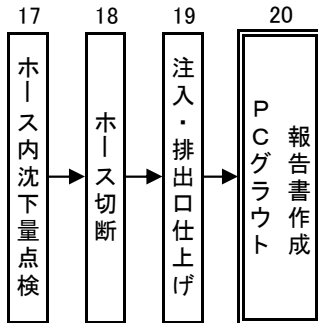 17
ホース内沈下量点検
18
ホース切断
19
注入・排出口仕上げ
20
PCグラウト
報告書作成